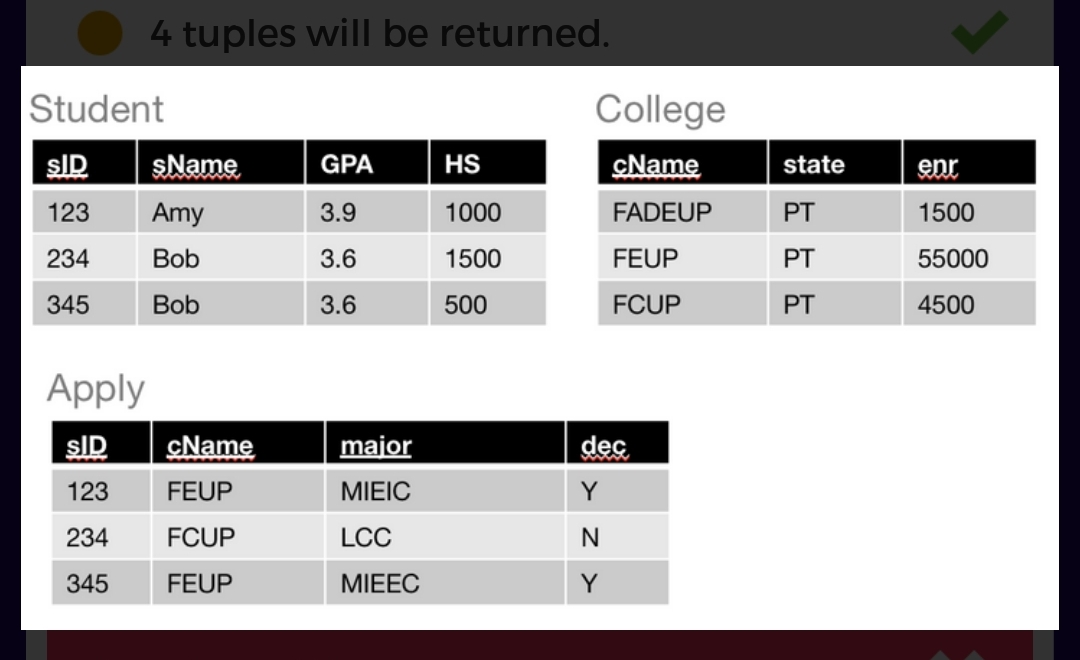 4 tuples will be returned.
Student
sID sName GPA HS
123 Amy 3.9 1000
234 Bob 3.6 1500
345 Bob 3.6 500
College
cName state enr
FADEUP PT 1500
FEUP PT 55000
FCUP PT 4500
Apply
sID cName major dec
123 FEUP MIEIC Y
234 FCUP LCC N
345 FEUP MIEEC Y